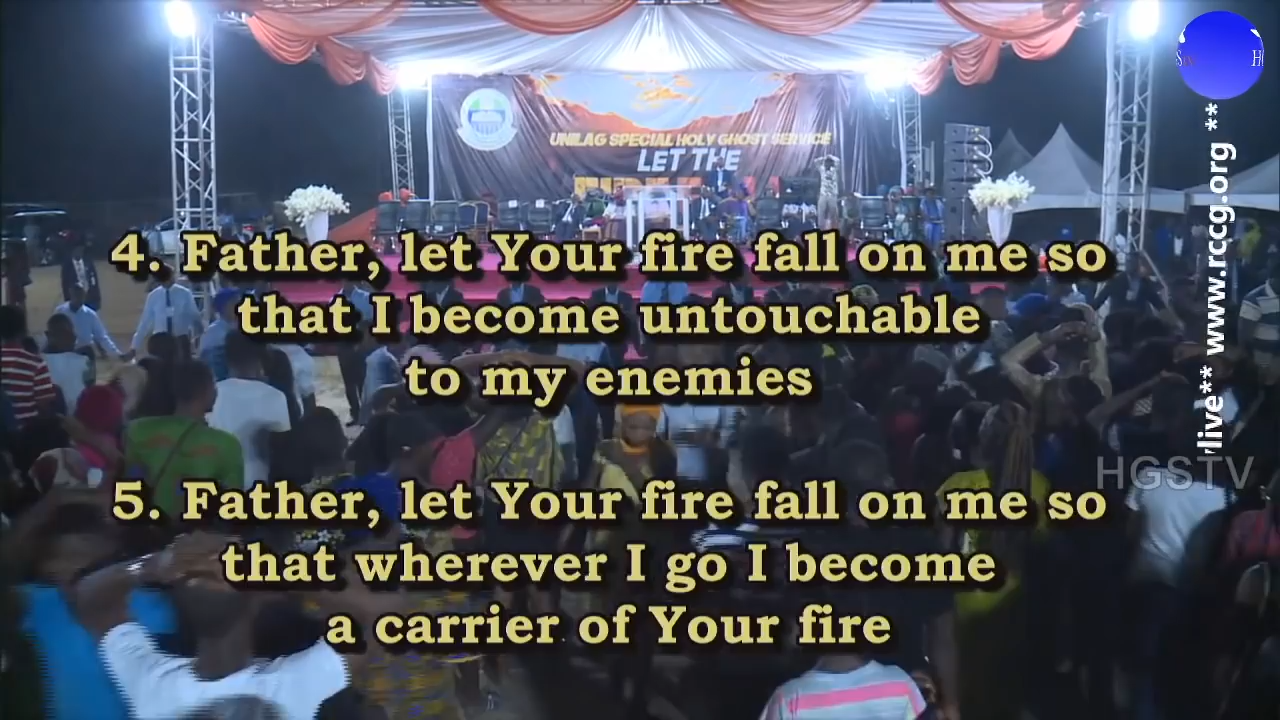 UNILAG SPECIAL HOLY GHOST SERVICE
LET THE
4. Father, let Your fire fall on me so
that I become untouchable
to my enemies
5. Father, let Your fire fall on me so
that wherever I go I become
a carrier of Your fire
live** www.rccg.org **
HGSTV